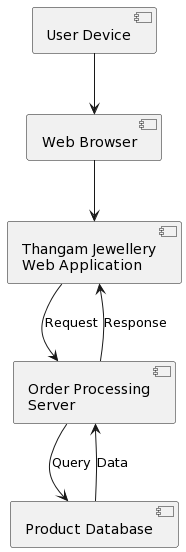 User Device
Web Browser
Thangam Jewellery
Web Application
Request
Response
Order Processing
Server
Query
Data
Product Database